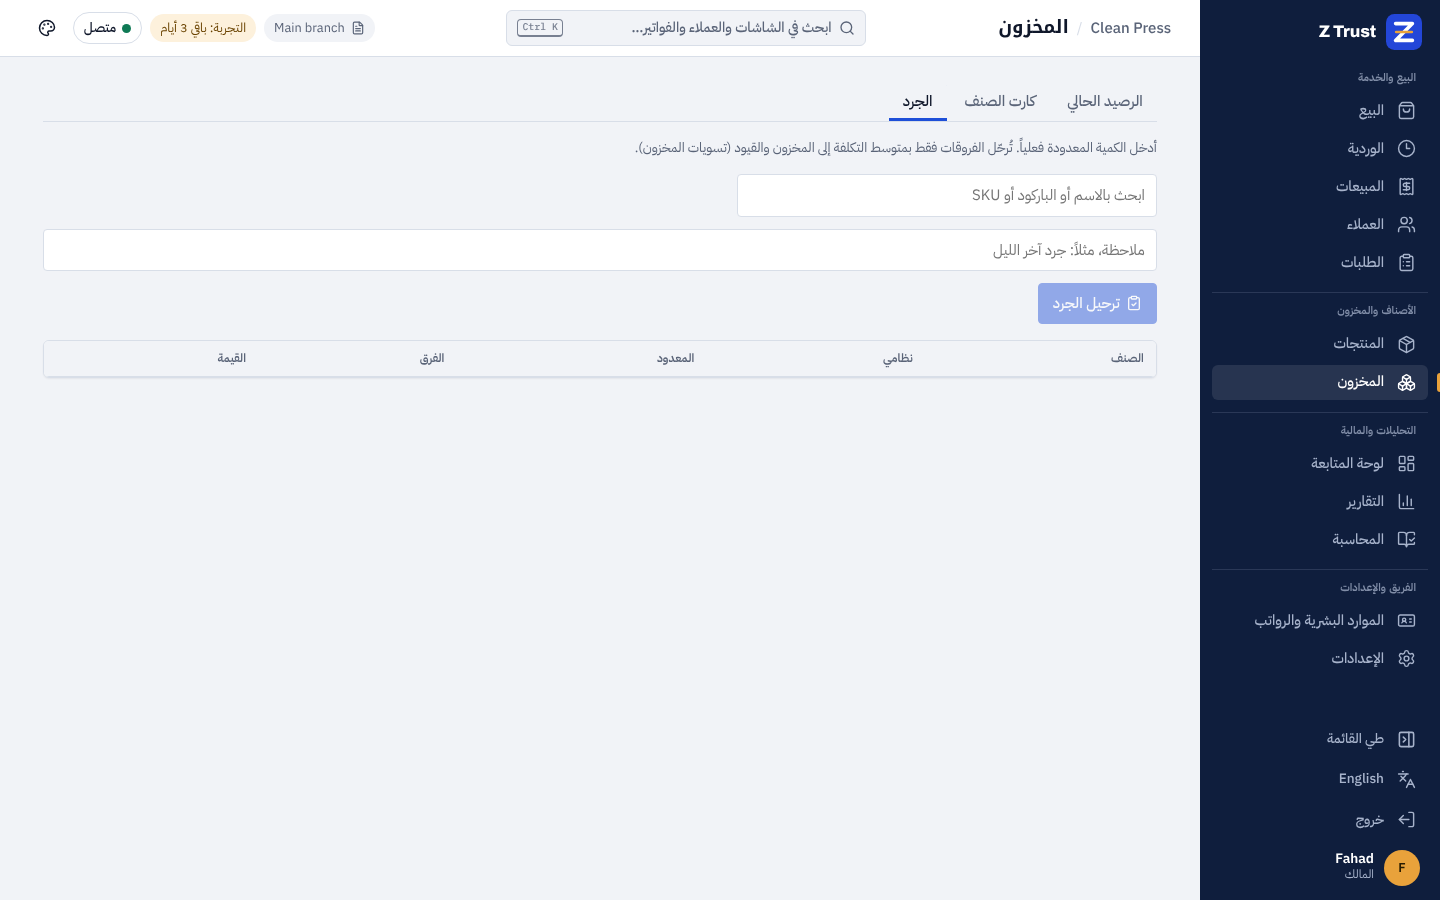 Z Trust
البيع والخدمة
البيع
الوردية
المبيعات
العملاء
الطلبات
الأصناف والمخزون
المنتجات
المخزون
التحليلات والمالية
لوحة المتابعة
التقارير
المحاسبة
الفريق والإعدادات
الموارد البشرية والرواتب
الإعدادات
طي القائمة
English
خروج
Fahad
المالك
F
Clean Press / المخزون
ابحث في الشاشات والعملاء والفواتير...
Ctrl K
Main branch
التجربة: باقي 3 أيام
متصل
الرصيد الحالي
كارت الصنف
الجرد
أدخل الكمية المعدودة فعلياً. تُرحّل الفروقات فقط بمتوسط التكلفة إلى المخزون والقيود (تسويات المخزون).
ابحث بالاسم أو الباركود أو SKU
ملاحظة، مثلاً: جرد آخر الليل
ترحيل الجرد
الصنف نظامي المعدود الفرق القيمة